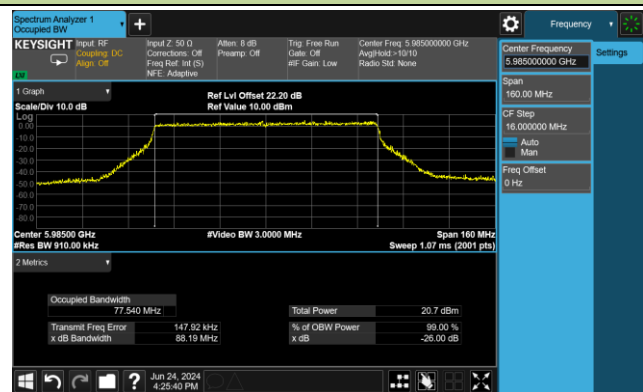 Spectrum Analyzer 1
Occupied BW
Frequency
KEYSIGHT
Input: RF
Coupling: DC
Align: Off
Input Z: 50 Ω
Corrections: Off
Freq Ref: Int (S)
NFE: Adaptive
Atten: 8 dB
Preamp: Off
Trig: Free Run
Gate: Off
#IF Gain: Low
Center Freq: 5.985000000 GHz
Avg|Hold:>10/10
Radio Std: None
Center Frequency
5.985000000 GHz
Settings
Span
160.00 MHz
CF Step
16.000000 MHz
Auto
Man
Freq Offset
0 Hz
1 Graph
Scale/Div 10.0 dB
Ref Lvl Offset 22.20 dB
Ref Value 10.00 dBm
Log
0.00
-10.0
-20.0
-30.0
-40.0
-50.0
-60.0
-70.0
-80.0
Center 5.98500 GHz
#Res BW 910.00 kHz
#Video BW 3.0000 MHz
Span 160 MHz
Sweep 1.07 ms (2001 pts)
2 Metrics
Occupied Bandwidth
77.540 MHz
Total Power 20.7 dBm
Transmit Freq Error 147.92 kHz
% of OBW Power 99.00 %
x dB Bandwidth 88.19 MHz
x dB -26.00 dB
Jun 24, 2024
4:25:40 PM